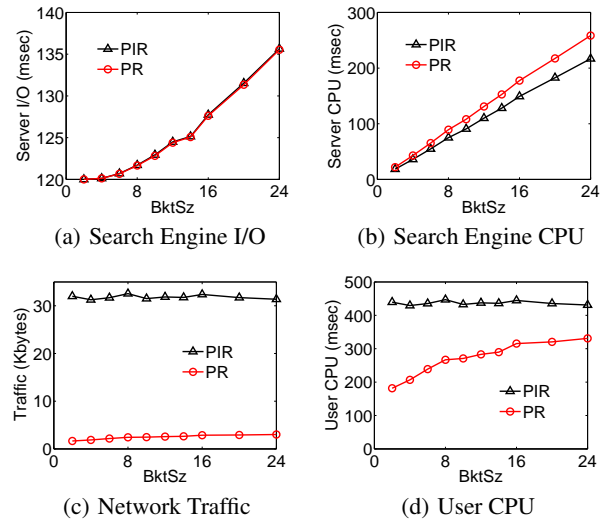 140
135
130
125
120
0
8
16
24
Server I/O (msec)
BktSz
PIR
PR
(a) Search Engine I/O
300
200
100
0
0
8
16
24
Server CPU (msec)
BktSz
PIR
PR
(b) Search Engine CPU
30
20
10
0
0
8
16
24
Traffic (Kbytes)
BktSz
PIR
PR
(c) Network Traffic
500
400
300
200
100
0
0
8
16
24
User CPU (msec)
BktSz
PIR
PR
(d) User CPU